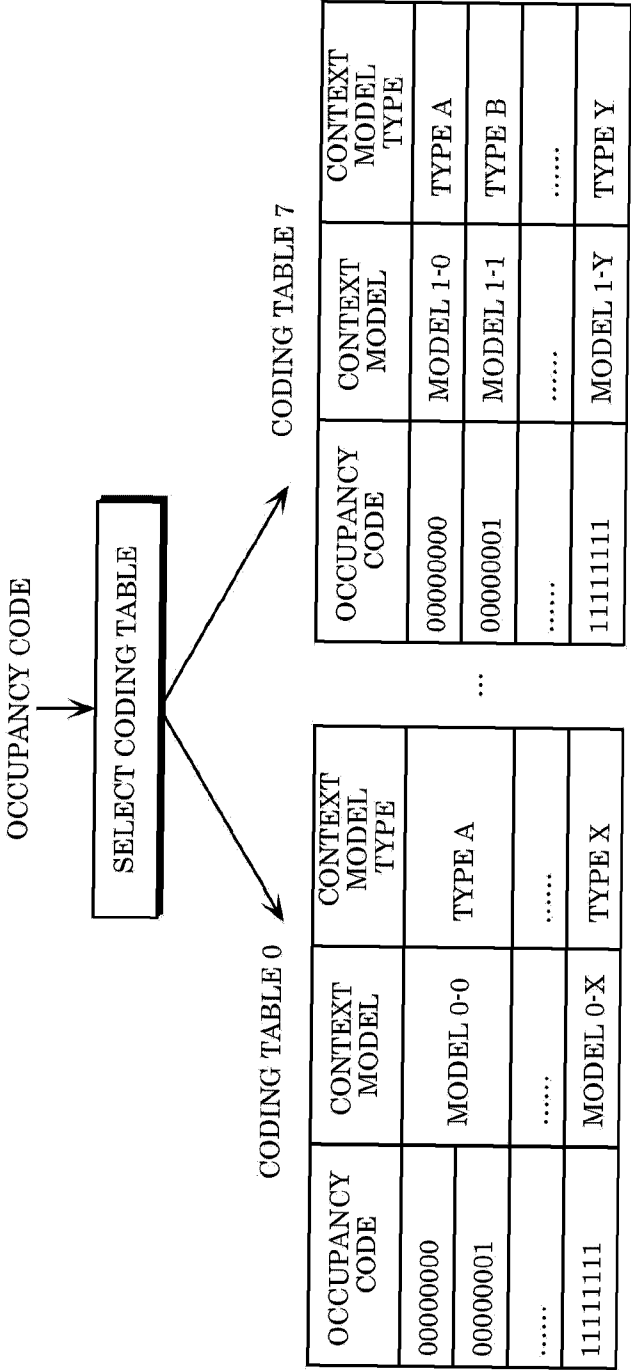 OCCUPANCY CODE
SELECT CODING TABLE
CODING TABLE 0
OCCUPANCY
CODE
CONTEXT
MODEL
CONTEXT
MODEL
TYPE
00000000
MODEL 0-0
TYPE A
00000001
......
......
......
11111111
MODEL 0-X
TYPE X
...
CODING TABLE 7
OCCUPANCY
CODE
CONTEXT
MODEL
CONTEXT
MODEL
TYPE
00000000
MODEL 1-0
TYPE A
00000001
MODEL 1-1
TYPE B
......
......
......
11111111
MODEL 1-Y
TYPE Y